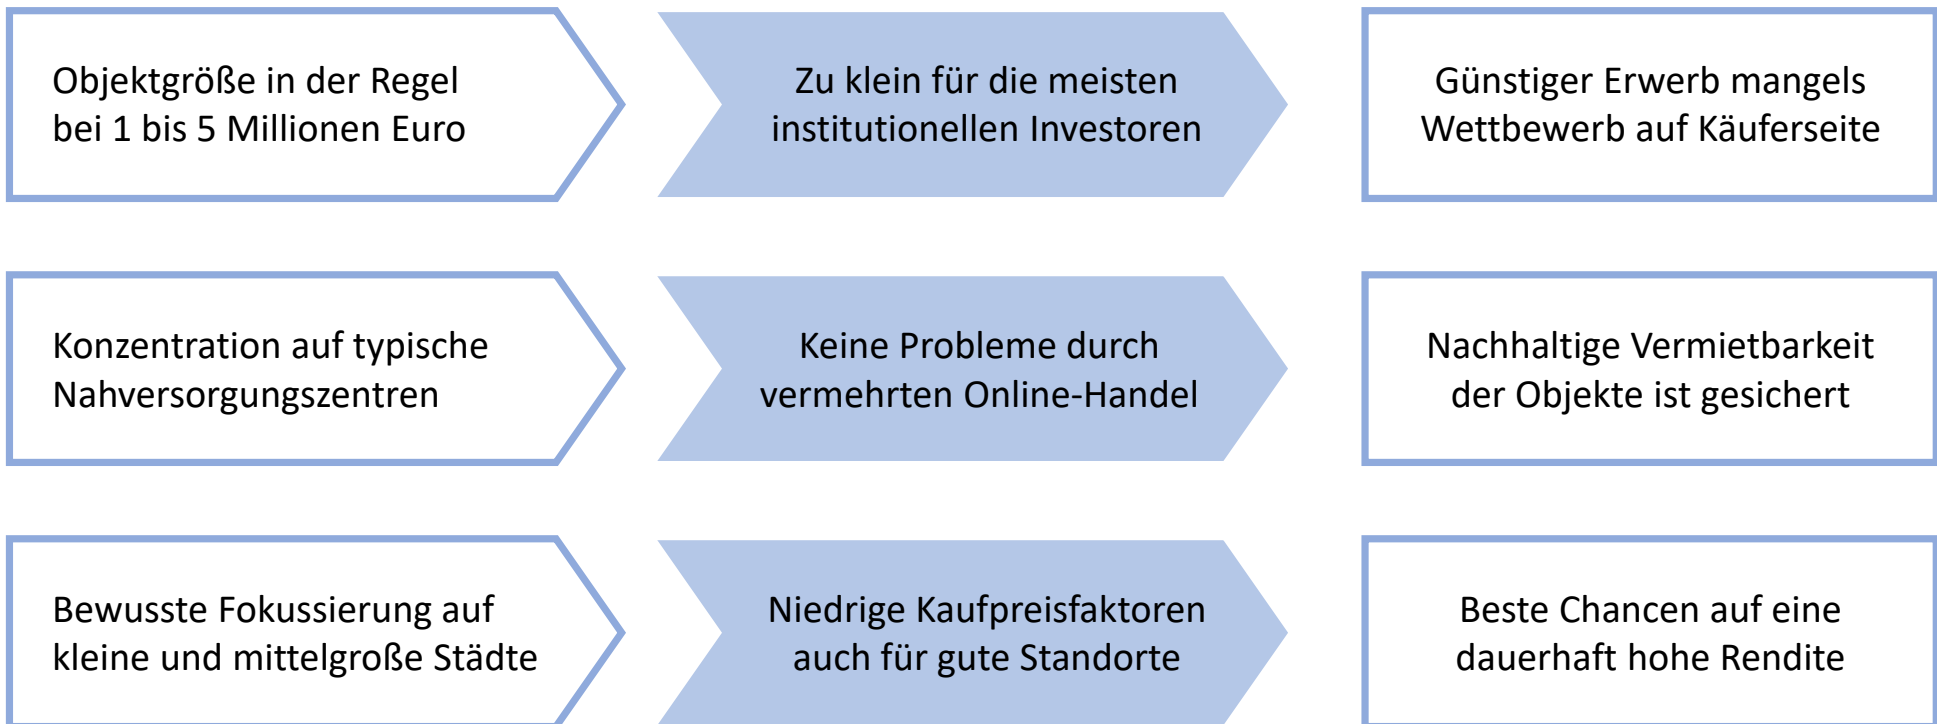 Objektgröße in der Regel
bei 1 bis 5 Millionen Euro
Zu klein für die meisten
institutionellen Investoren
Günstiger Erwerb mangels
Wettbewerb auf Käuferseite
Konzentration auf typische
Nahversorgungszentren
Keine Probleme durch
vermehrten Online-Handel
Nachhaltige Vermietbarkeit
der Objekte ist gesichert
Bewusste Fokussierung auf
kleine und mittelgroße Städte
Niedrige Kaufpreisfaktoren
auch für gute Standorte
Beste Chancen auf eine
dauerhaft hohe Rendite